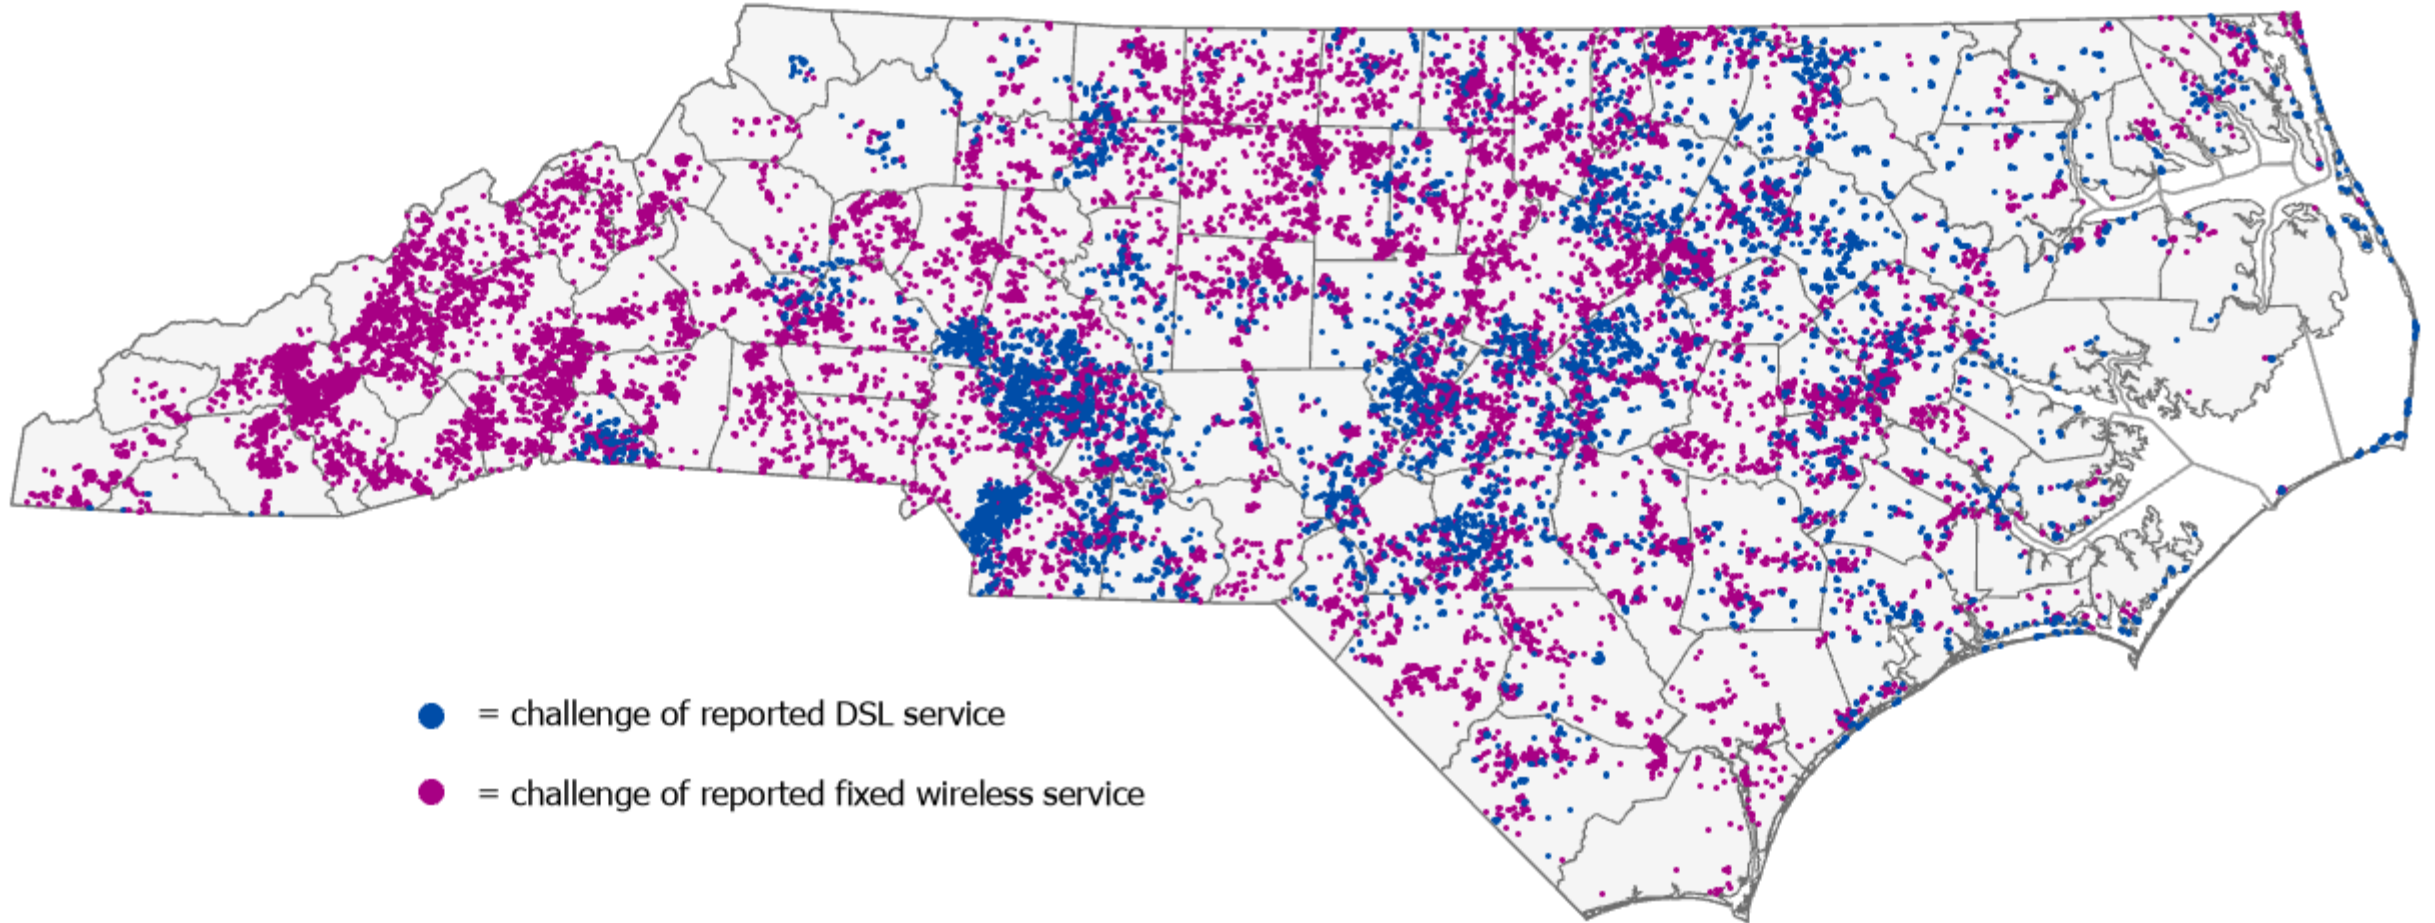 = challenge of reported DSL service
= challenge of reported fixed wireless service